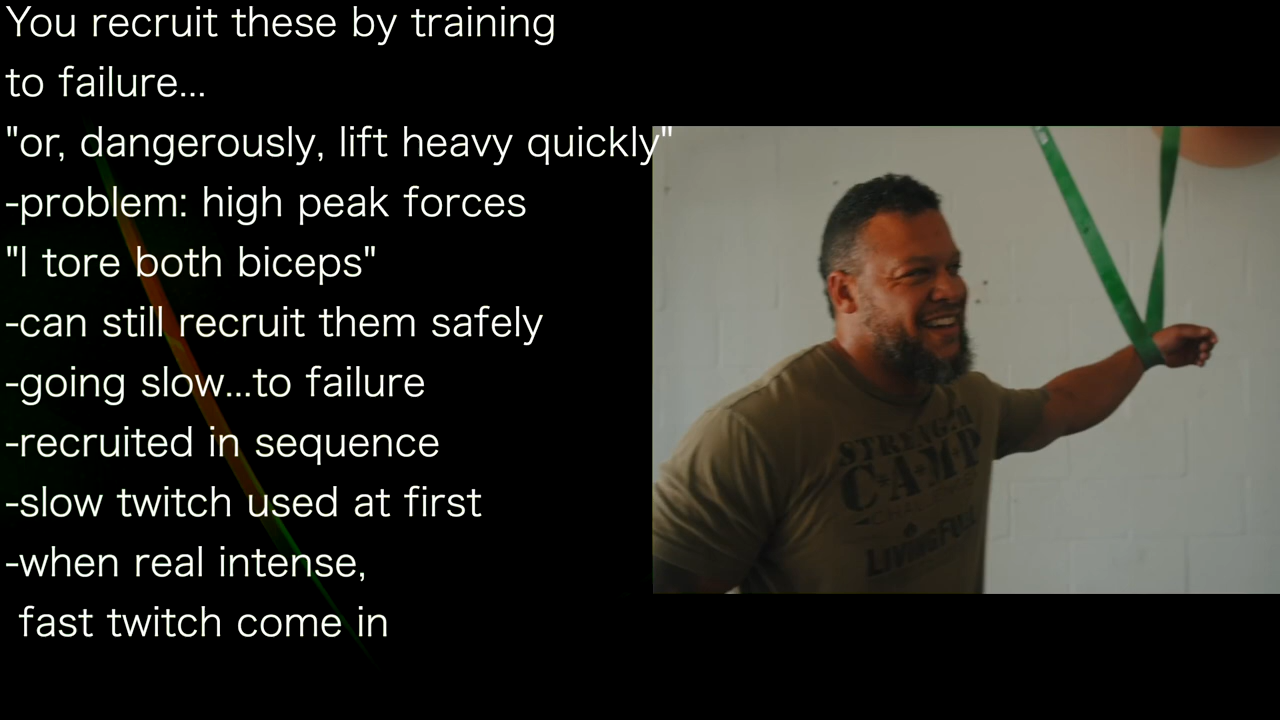 You recruit these by training
to failure...
"or, dangerously, lift heavy quickly"
-problem: high peak forces
"I tore both biceps"
-can still recruit them safely
-going slow...to failure
-recruited in sequence
-slow twitch used at first
-when real intense,
fast twitch come in
STRENGTH
CAMP